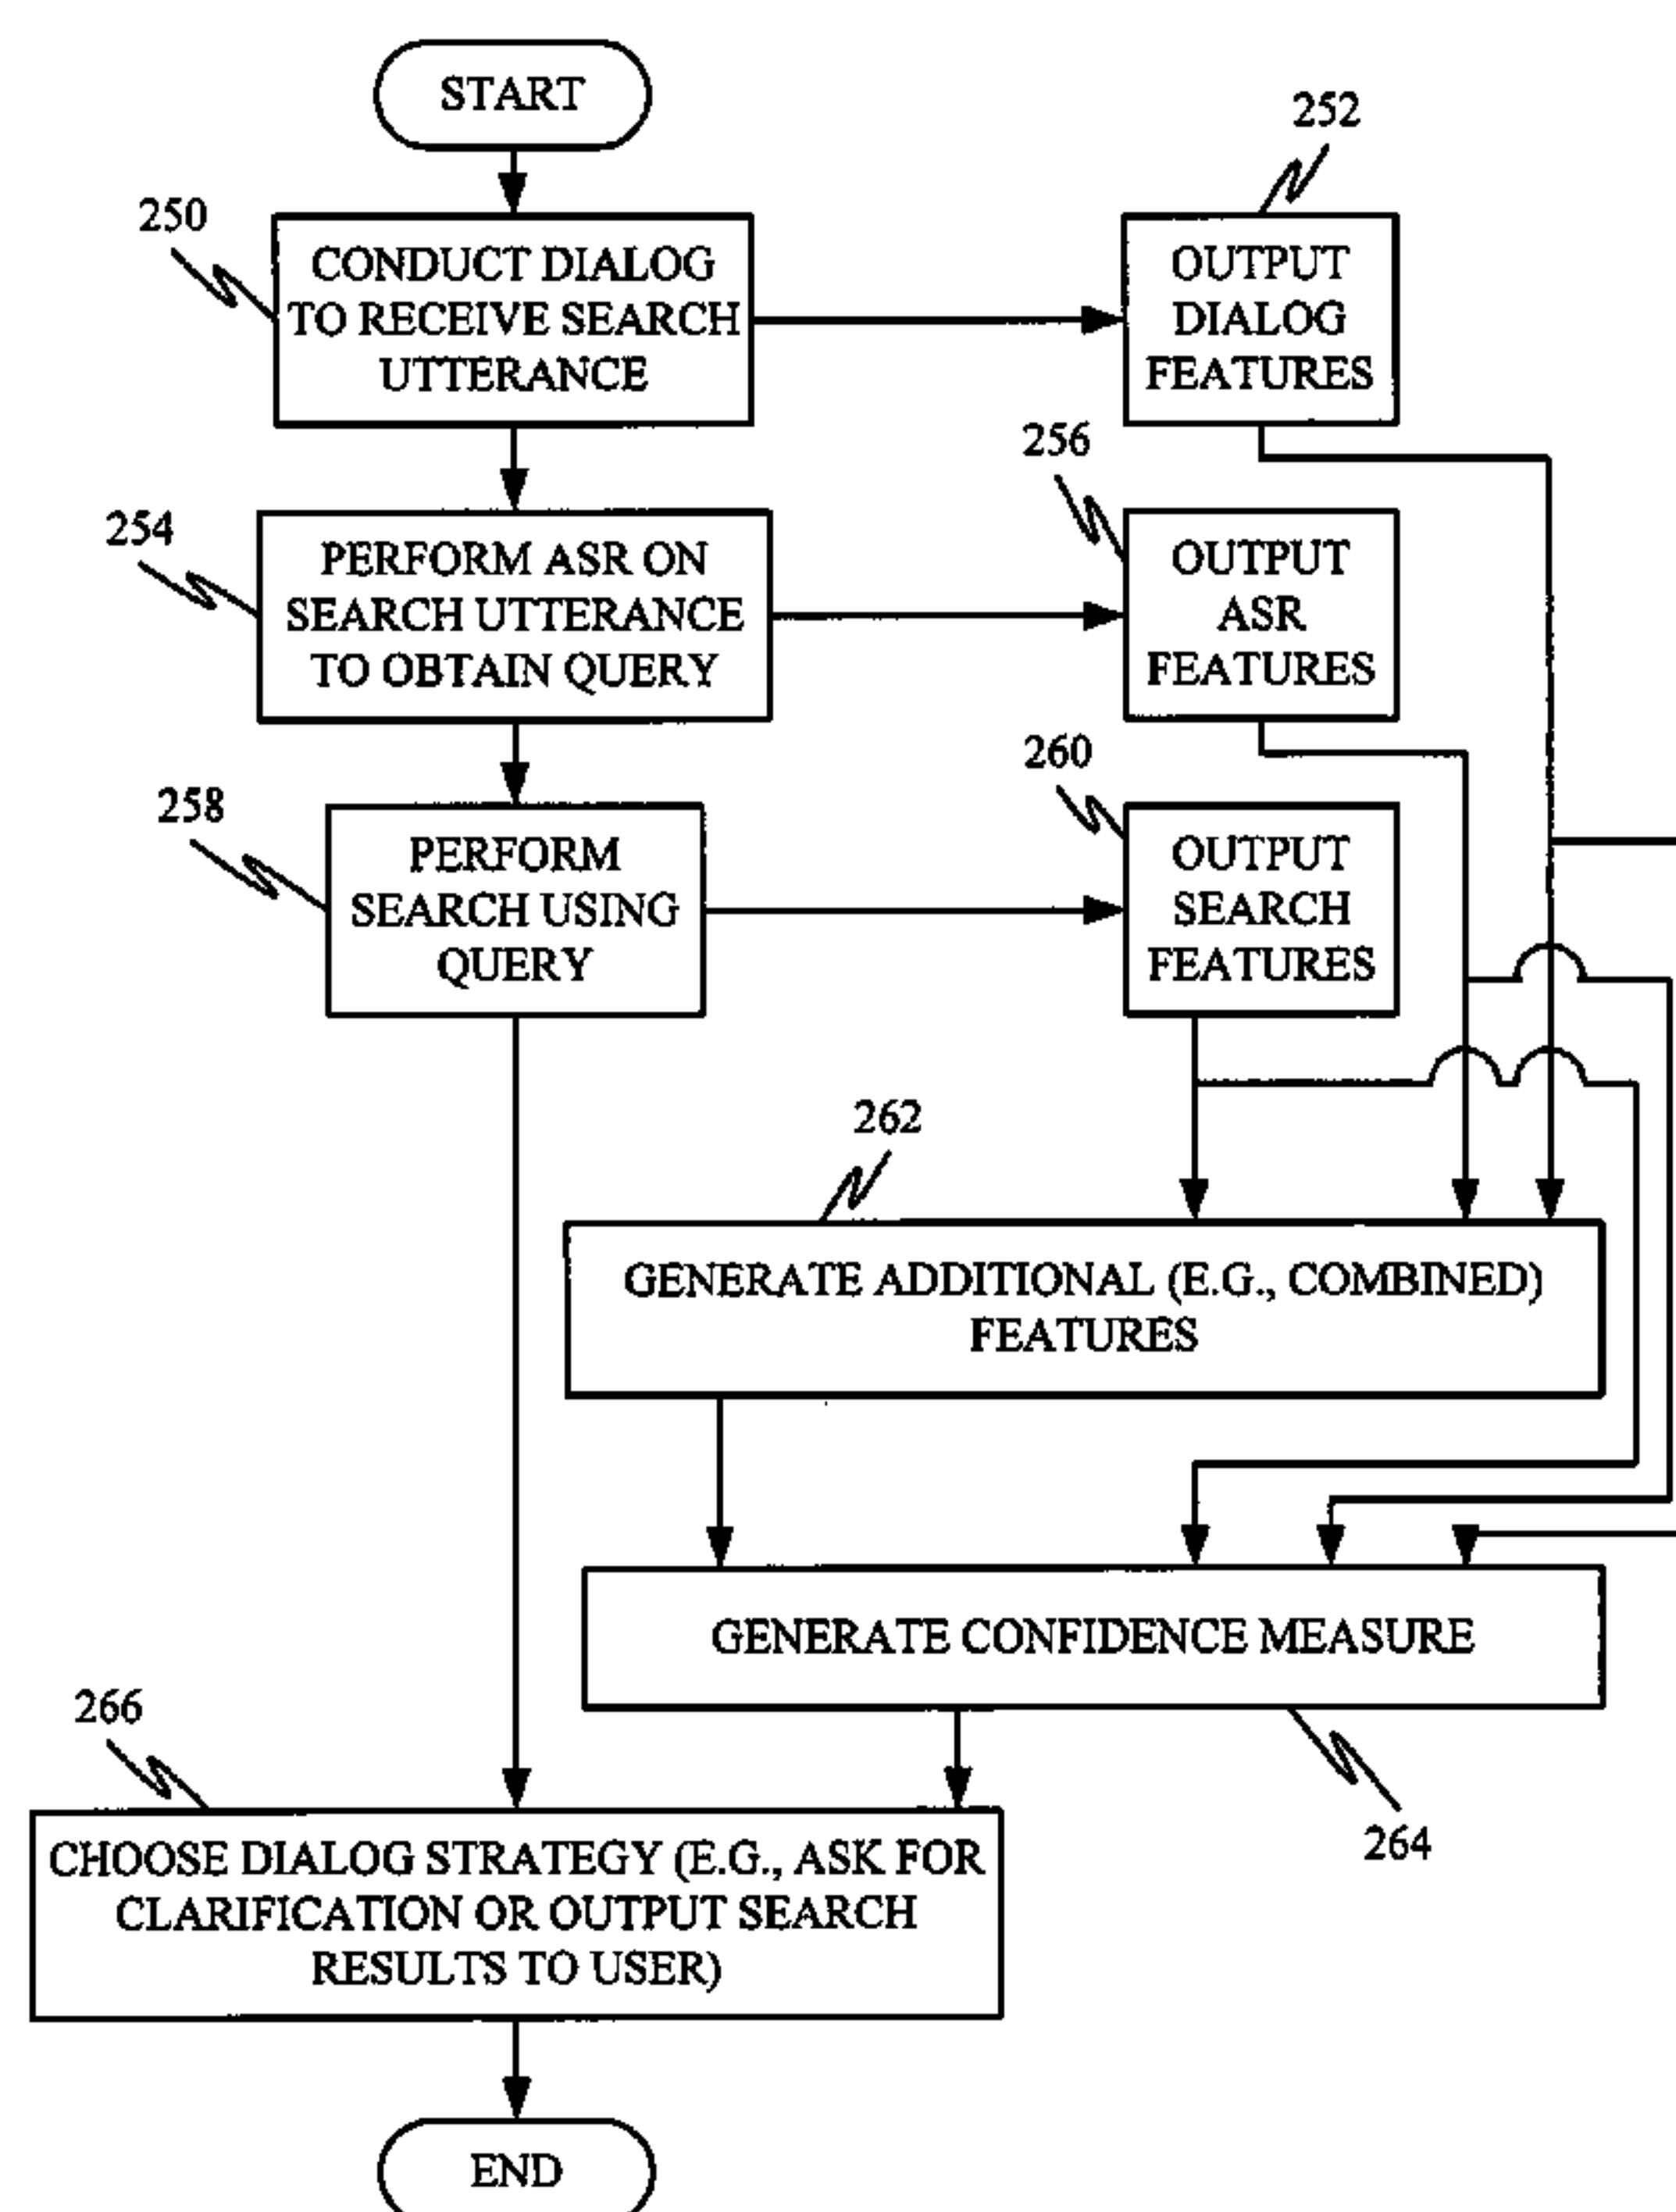 START
252
250
CONDUCT DIALOG
TO RECEIVE SEARCH
UTTERANCE
OUTPUT
DIALOG
FEATURES
256
254
PERFORM ASR ON
SEARCH UTTERANCE
TO OBTAIN QUERY
OUTPUT
ASR
FEATURES
260
258
PERFORM
SEARCH USING
QUERY
OUTPUT
SEARCH
FEATURES
262
GENERATE ADDITIONAL (E.G., COMBINED)
FEATURES
GENERATE CONFIDENCE MEASURE
266
264
CHOOSE DIALOG STRATEGY (E.G., ASK FOR
CLARIFICATION OR OUTPUT SEARCH
RESULTS TO USER)
END